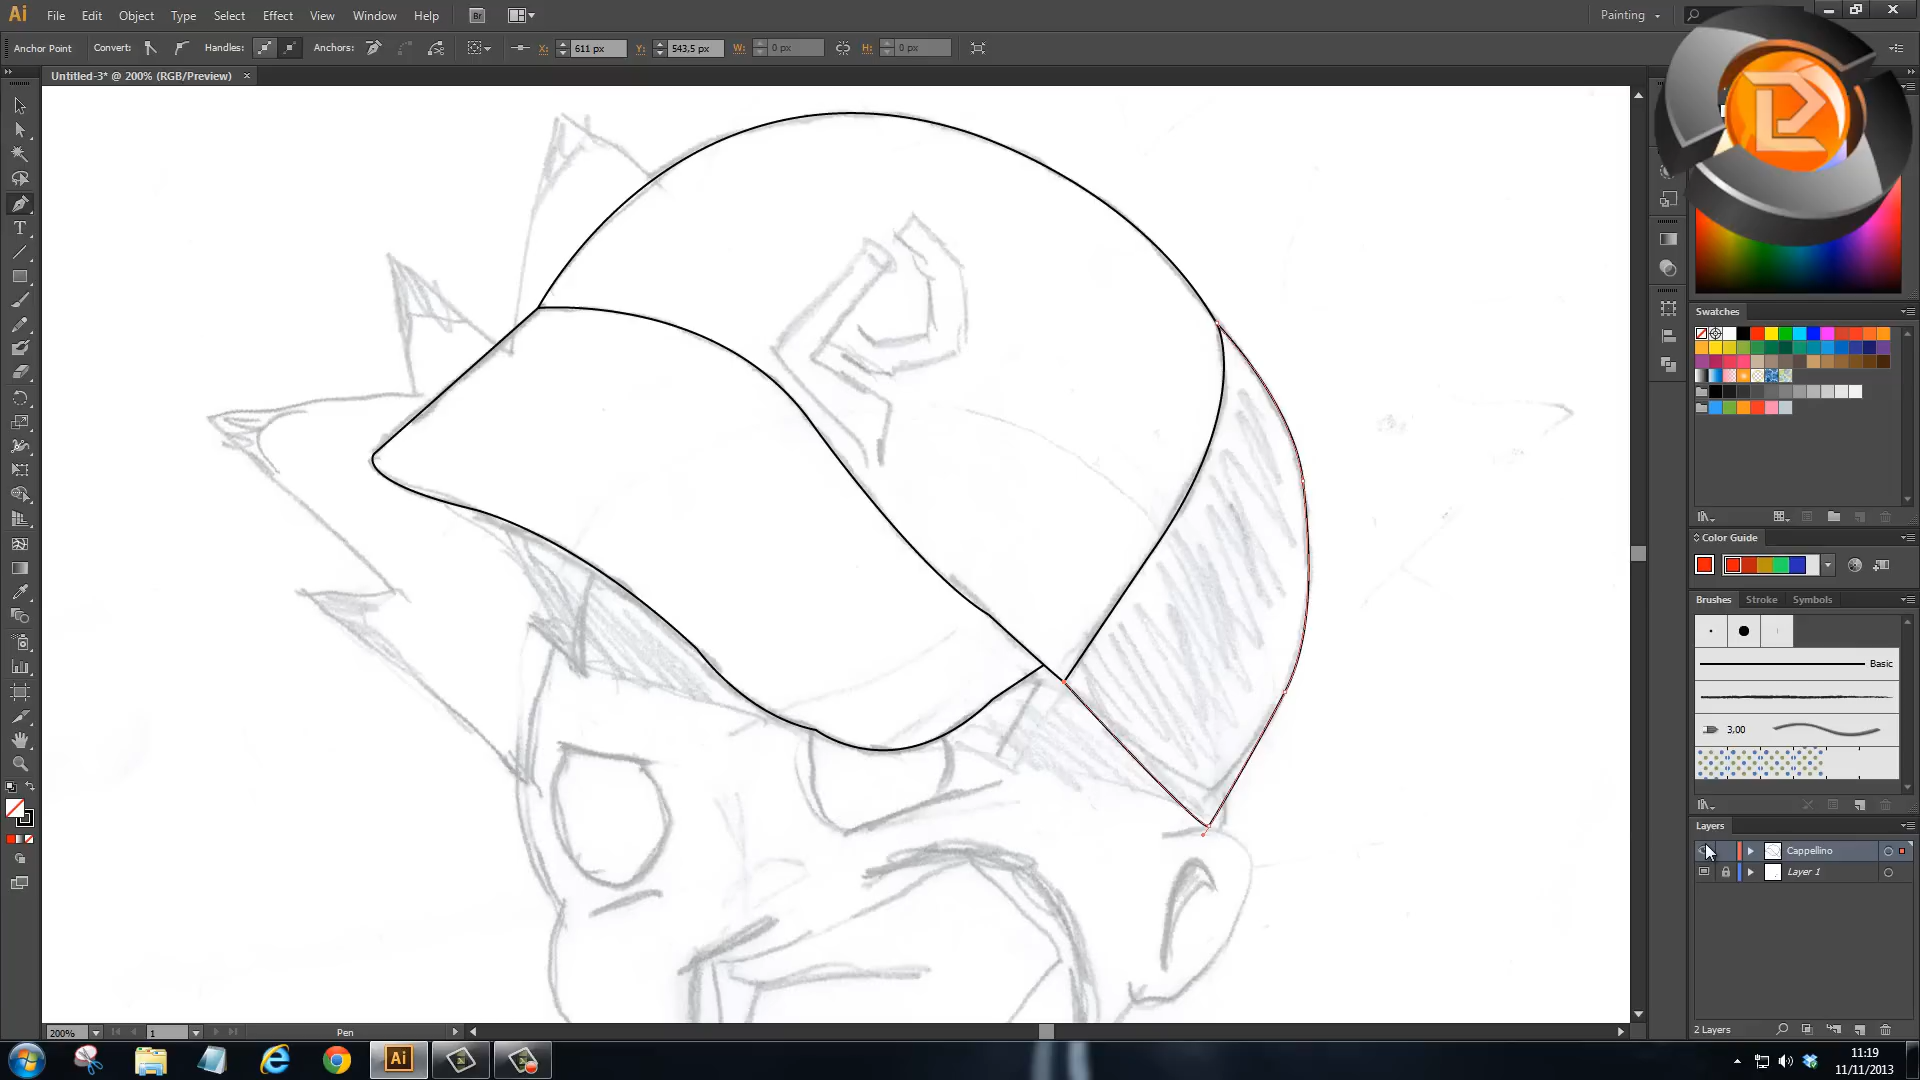 Ai File Edit Object Type Select Effect View Window Help Br Painting
Anchor Point Convert: Handles: Anchors: X: 611 px Y: 543,5 px W: 0 px H: 0 px
Untitled-3* @ 200% (RGB/Preview) ×
Swatches
Color Guide
Brushes Stroke Symbols
Basic
3,00
Layers
Cappellino
Layer 1
2 Layers
200% 1 Pen
Ai
11:19
11/11/2013